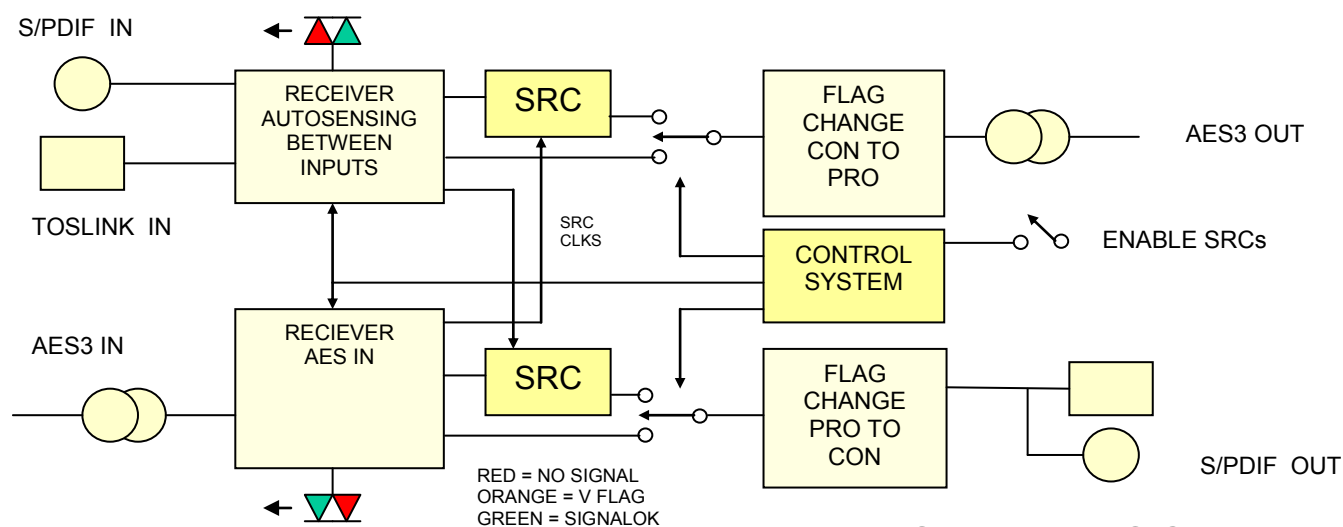 S/PDIF IN
TOSLINK IN
RECEIVER
AUTOSENSING
BETWEEN
INPUTS
SRC
FLAG
CHANGE
CON TO
PRO
AES3 OUT
SRC
CLKS
CONTROL
SYSTEM
ENABLE SRCs
AES3 IN
RECIEVER
AES IN
SRC
FLAG
CHANGE
PRO TO
CON
S/PDIF OUT
RED = NO SIGNAL
ORANGE = V FLAG
GREEN = SIGNALOK